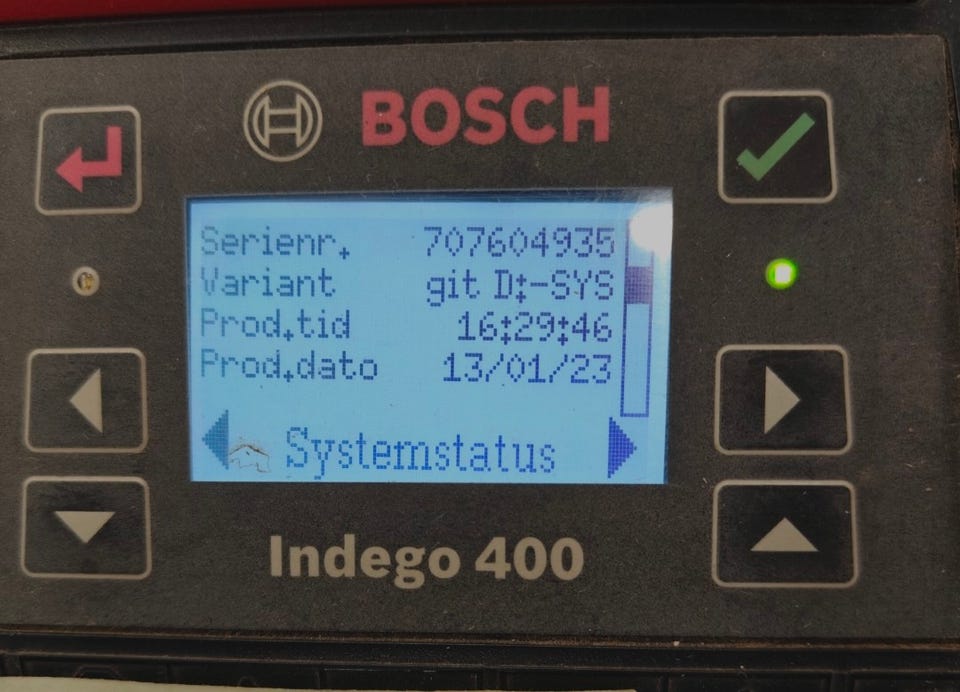 BOSCH
Serienr. 707604935
Variant git D:-SYS
Prod.tid 16:29:46
Prod.dato 13/01/23
Systemstatus
Indego 400